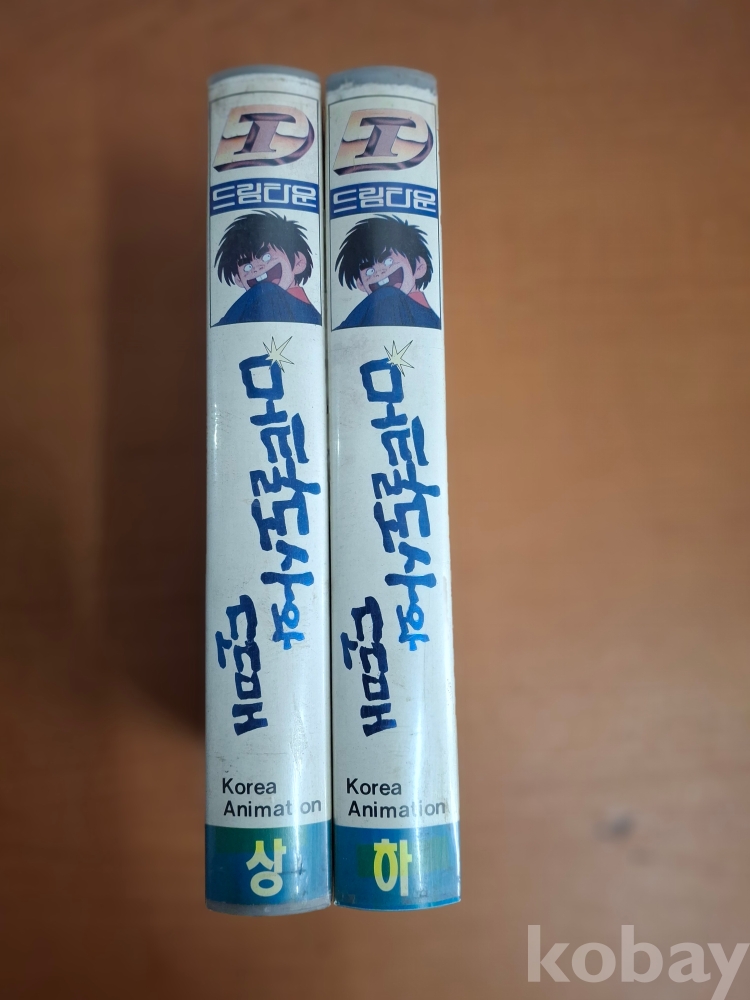 드림타운
머털도사와
또매
Korea
Animation
상
드림타운
머털도사와
또매
Korea
Animation
하
kobay